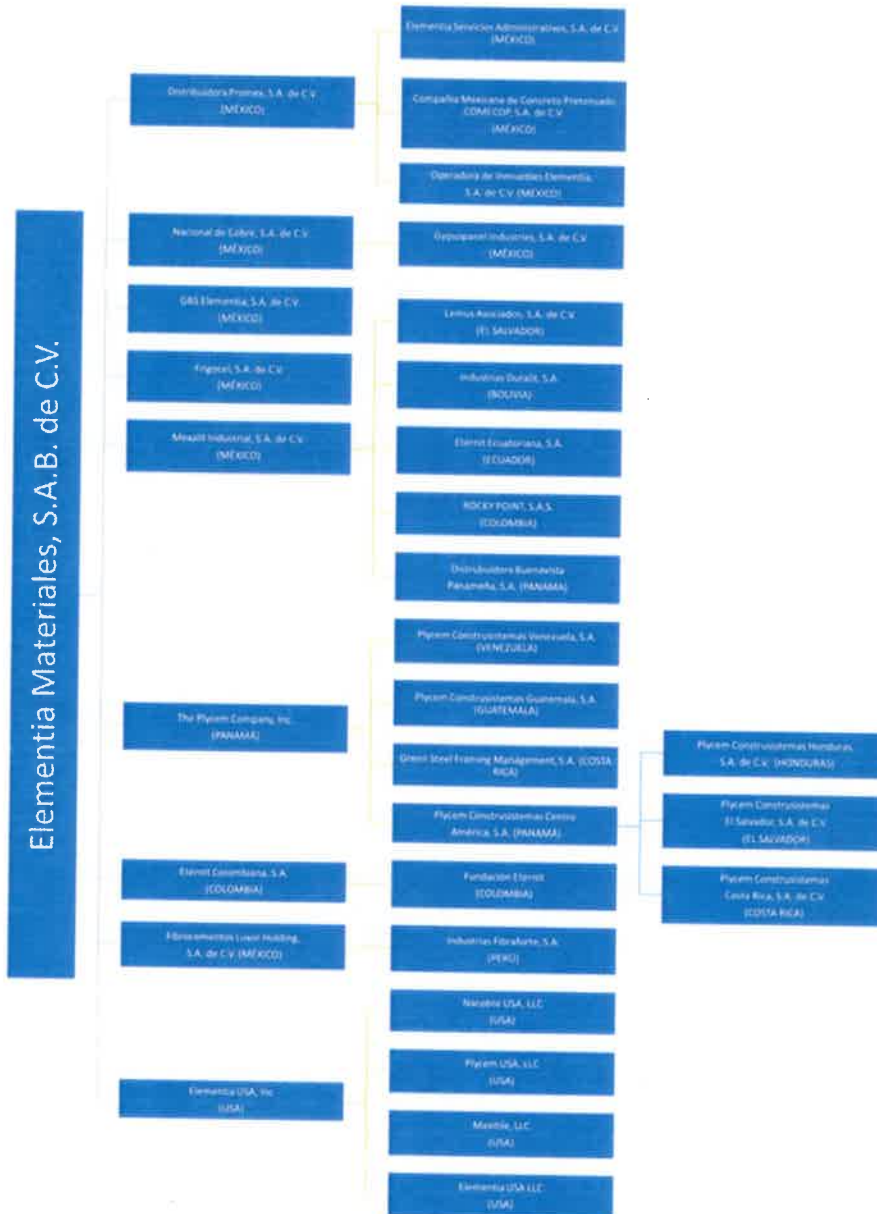 Elementia Materiales, S.A.B. de C.V.
Distribuidora Promex, S.A. de C.V.
(MÉXICO)
Elementia Servicios Administrativos, S.A. de C.V.
(MÉXICO)
Compañía Mexicana de Concreto Pretensado
COMECOP, S.A. de C.V.
(MÉXICO)
Operadora de Inmuebles Elementia,
S.A. de C.V. (MÉXICO)
Nacional de Cobre, S.A. de C.V.
(MÉXICO)
Gypsopanel Industries, S.A. de C.V.
(MÉXICO)
GBS Elementia, S.A. de C.V.
(MÉXICO)
Frigocel, S.A. de C.V.
(MÉXICO)
Mexalit Industrial, S.A. de C.V.
(MÉXICO)
Lemus Asociados, S.A. de C.V.
(EL SALVADOR)
Industrias Duralit, S.A.
(BOLIVIA)
Eternit Ecuatoriana, S.A.
(ECUADOR)
ROCKY POINT, S.A.S.
(COLOMBIA)
Distribuidora Buenavista
Panameña, S.A. (PANAMA)
The Plycem Company, Inc.
(PANAMÁ)
Plycem Construsistemas Venezuela, S.A.
(VENEZUELA)
Plycem Construsistemas Guatemala, S.A.
(GUATEMALA)
Steel Framing Management, S.A. (COSTA
RICA)
Plycem Construsistemas Centro
América, S.A. (PANAMÁ)
Plycem Construsistemas Honduras,
S.A. de C.V. (HONDURAS)
Plycem Construsistemas
El Salvador, S.A. de C.V.
(EL SALVADOR)
Plycem Construsistemas
Costa Rica, S.A. de C.V.
(COSTA RICA)
Eternit Colombiana, S.A.
(COLOMBIA)
Fundación Eternit
(COLOMBIA)
Fibrocementos Luxor Holding,
S.A. de C.V. (MÉXICO)
Industrias Fibraforte, S.A.
(PERÚ)
Elementia USA, Inc
(USA)
Nacobre USA, LLC
(USA)
Plycem USA, LLC
(USA)
Maxitile, LLC.
(USA)
Elementia USA LLC
(USA)